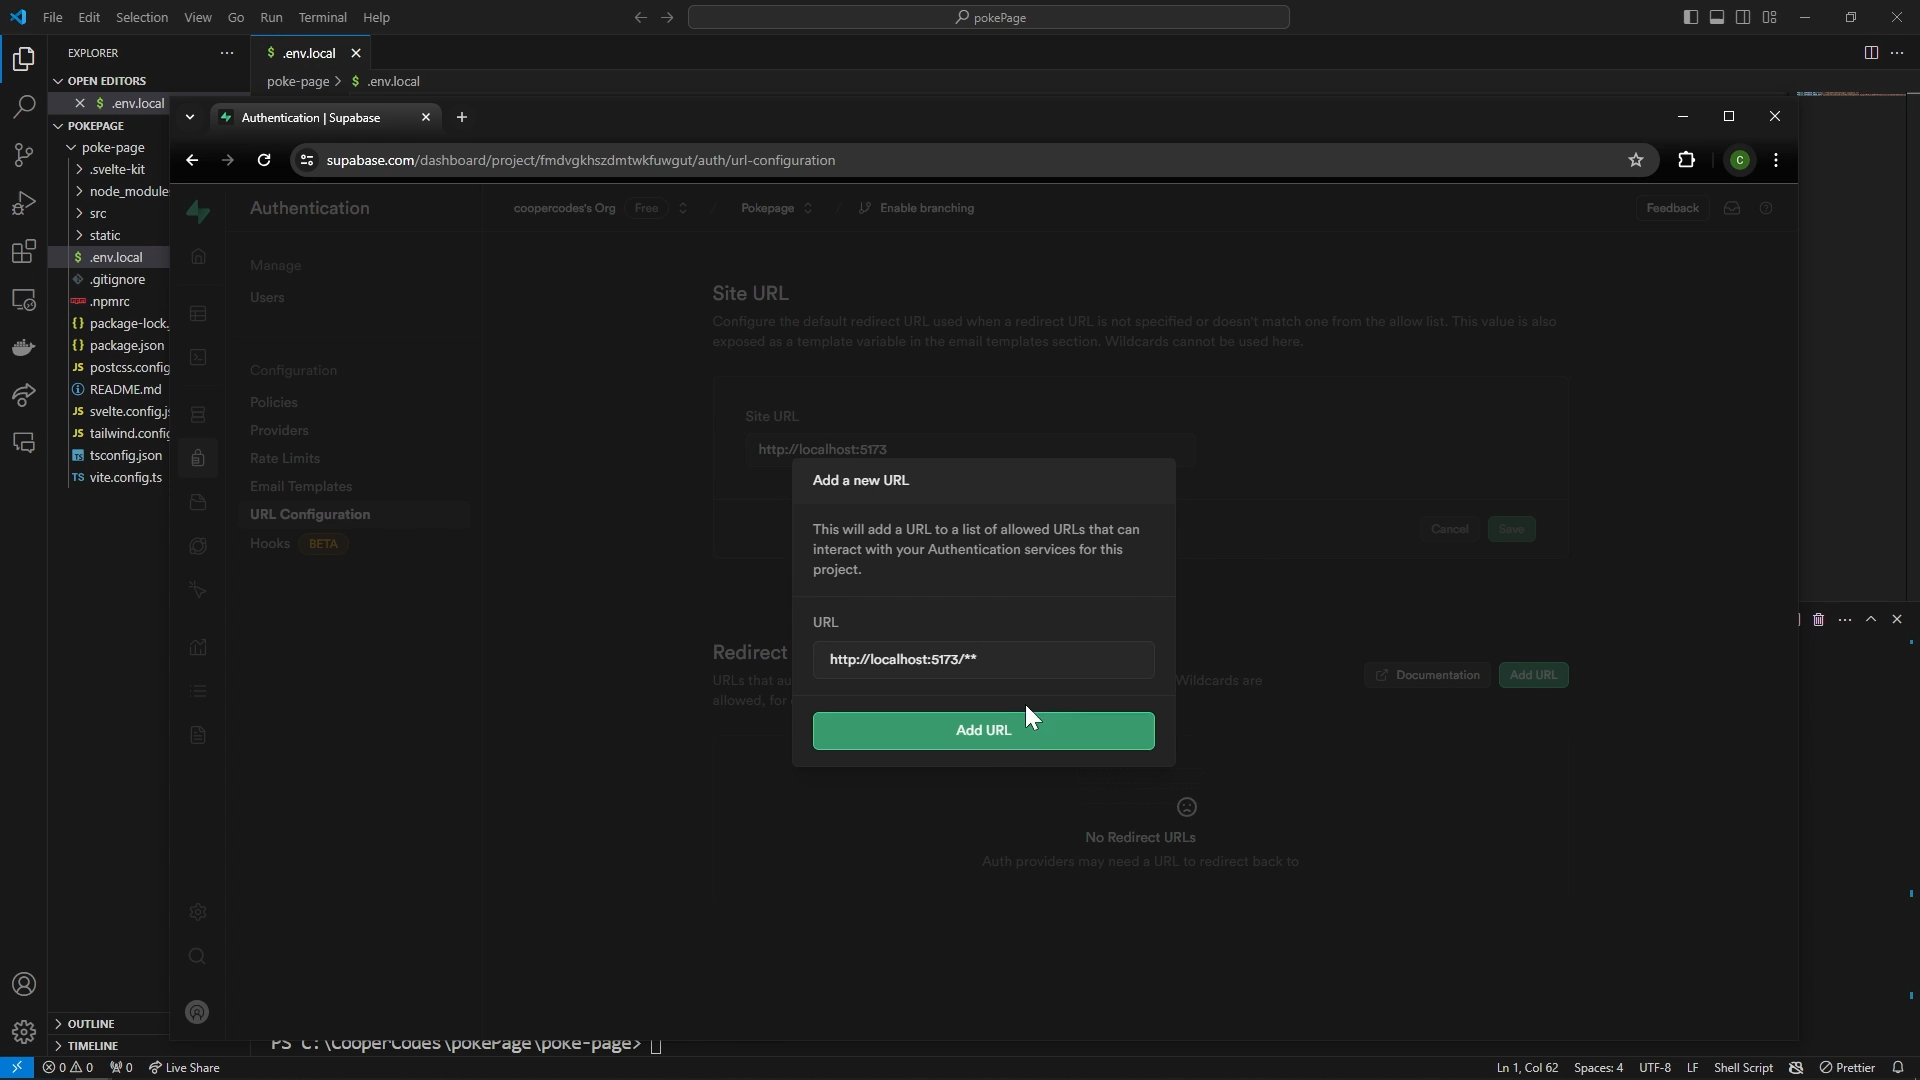 File Edit Selection View Go Run Terminal Help
pokePage
EXPLORER
$ .env.local
poke-page > $ .env.local
OPEN EDITORS
$ .env.local
POKEPAGE
poke-page
.svelte-kit
node_module
src
static
$ .env.local
.gitignore
.npmrc
{} package-lock.
{} package.json
JS postcss.config
README.md
JS svelte.config.js
JS tailwind.config
TS tsconfig.json
TS vite.config.ts
OUTLINE
TIMELINE
Authentication | Supabase
supabase.com/dashboard/project/fmdvgkhszdmtwkfuwgut/auth/url-configuration
C
Authentication
coopercodes's Org Free / Pokepage / Enable branching
Feedback
Manage
Users
Configuration
Policies
Providers
Rate Limits
Email Templates
URL Configuration
Hooks BETA
Site URL
Configure the default redirect URL used when a redirect URL is not specified or doesn't match one from the allow list. This value is also
exposed as a template variable in the email templates section. Wildcards cannot be used here.
Site URL
http://localhost:5173
Cancel Save
Add a new URL
This will add a URL to a list of allowed URLs that can
interact with your Authentication services for this
project.
URL
http://localhost:5173/**
Add URL
Redirect
URLs that au
Wildcards are
allowed, for
Documentation
Add URL
No Redirect URLs
Auth providers may need a URL to redirect back to
PS C:\CooperCodes\pokePage\poke-page>
0 0 0 Live Share
Ln 1, Col 62 Spaces: 4 UTF-8 LF Shell Script Prettier